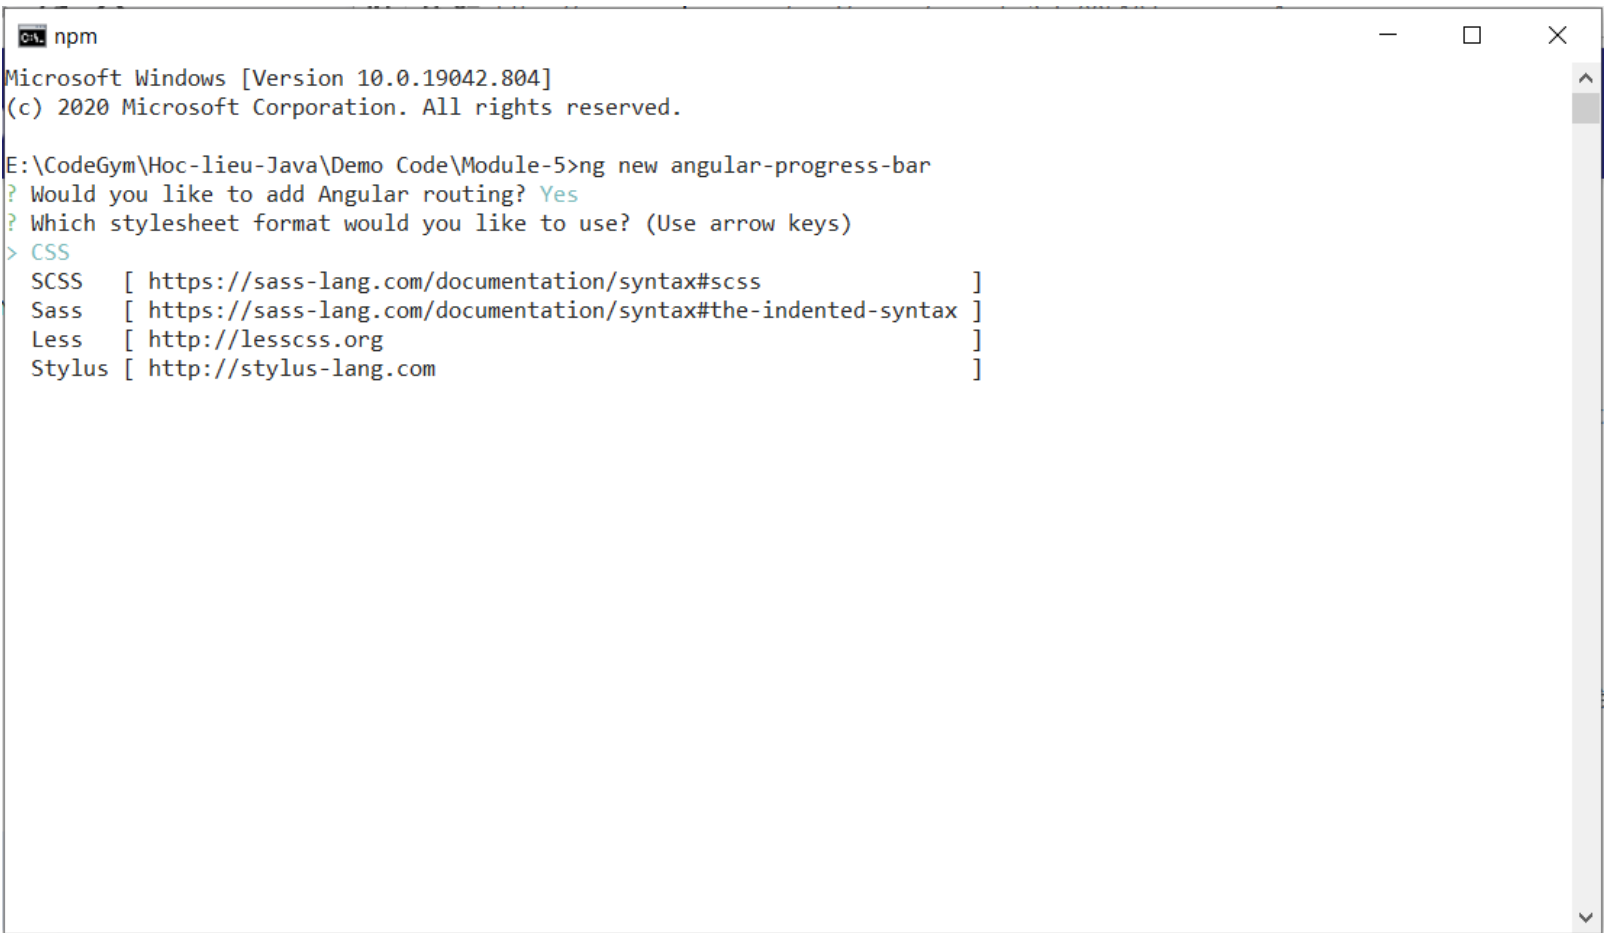 npm
Microsoft Windows [Version 10.0.19042.804]
(c) 2020 Microsoft Corporation. All rights reserved.
E:\CodeGym\Hoc-lieu-Java\Demo Code\Module-5>ng new angular-progress-bar
? Would you like to add Angular routing? Yes
? Which stylesheet format would you like to use? (Use arrow keys)
> CSS
SCSS [ https://sass-lang.com/documentation/syntax#scss ]
Sass [ https://sass-lang.com/documentation/syntax#the-indented-syntax ]
Less [ http://lesscss.org ]
Stylus [ http://stylus-lang.com ]